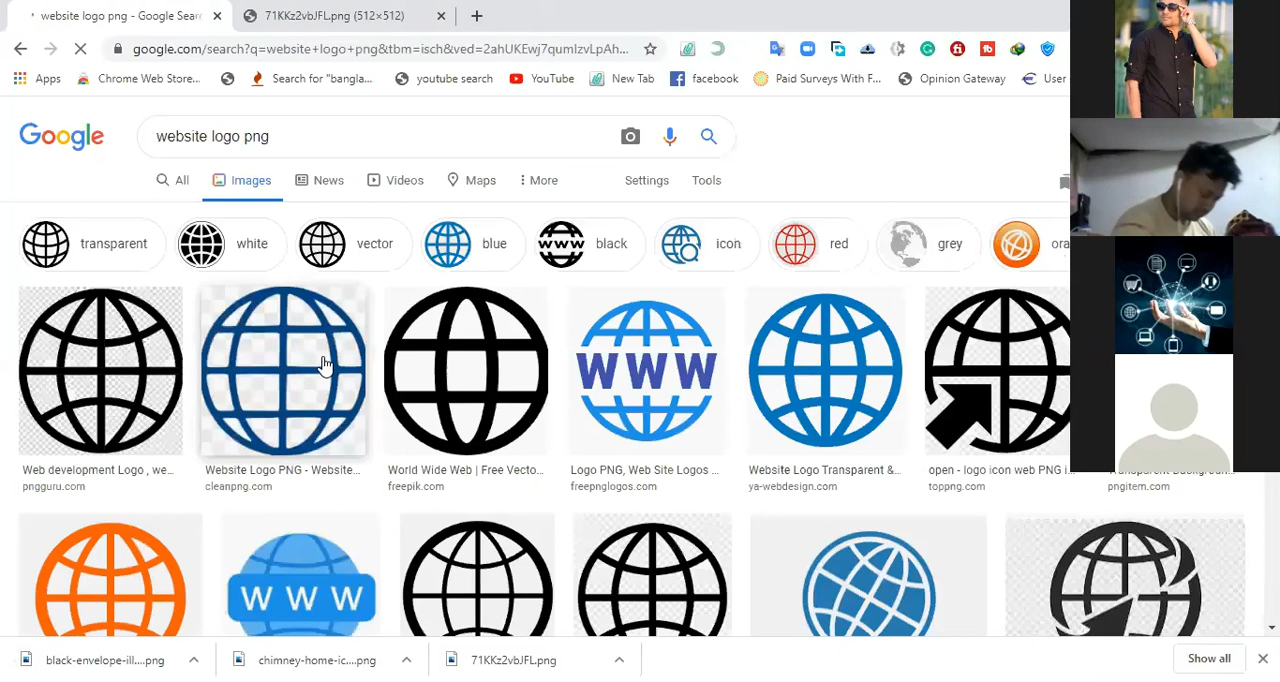 website logo png - Google Sear
71KKz2vbJFL.png (512×512)
google.com/search?q=website+logo+png&tbm=isch&ved=2ahUKEwj7qumIzvLpAh...
Apps
Chrome Web Store...
Search for "bangla...
youtube search
YouTube
New Tab
facebook
Paid Surveys With F...
Opinion Gateway
User
Google
website logo png
All
Images
News
Videos
Maps
More
Settings
Tools
transparent
white
vector
blue
www
black
icon
red
grey
ora
WWW
Web development Logo , we...
Website Logo PNG - Website...
World Wide Web | Free Vecto...
Logo PNG, Web Site Logos ...
Website Logo Transparent &...
open - logo icon web PNG i...
Transparent Backgroun...
pngguru.com
cleanpng.com
freepik.com
freepnglogos.com
ya-webdesign.com
toppng.com
pngitem.com
WWW
black-envelope-ill....png
chimney-home-ic....png
71KKz2vbJFL.png
Show all